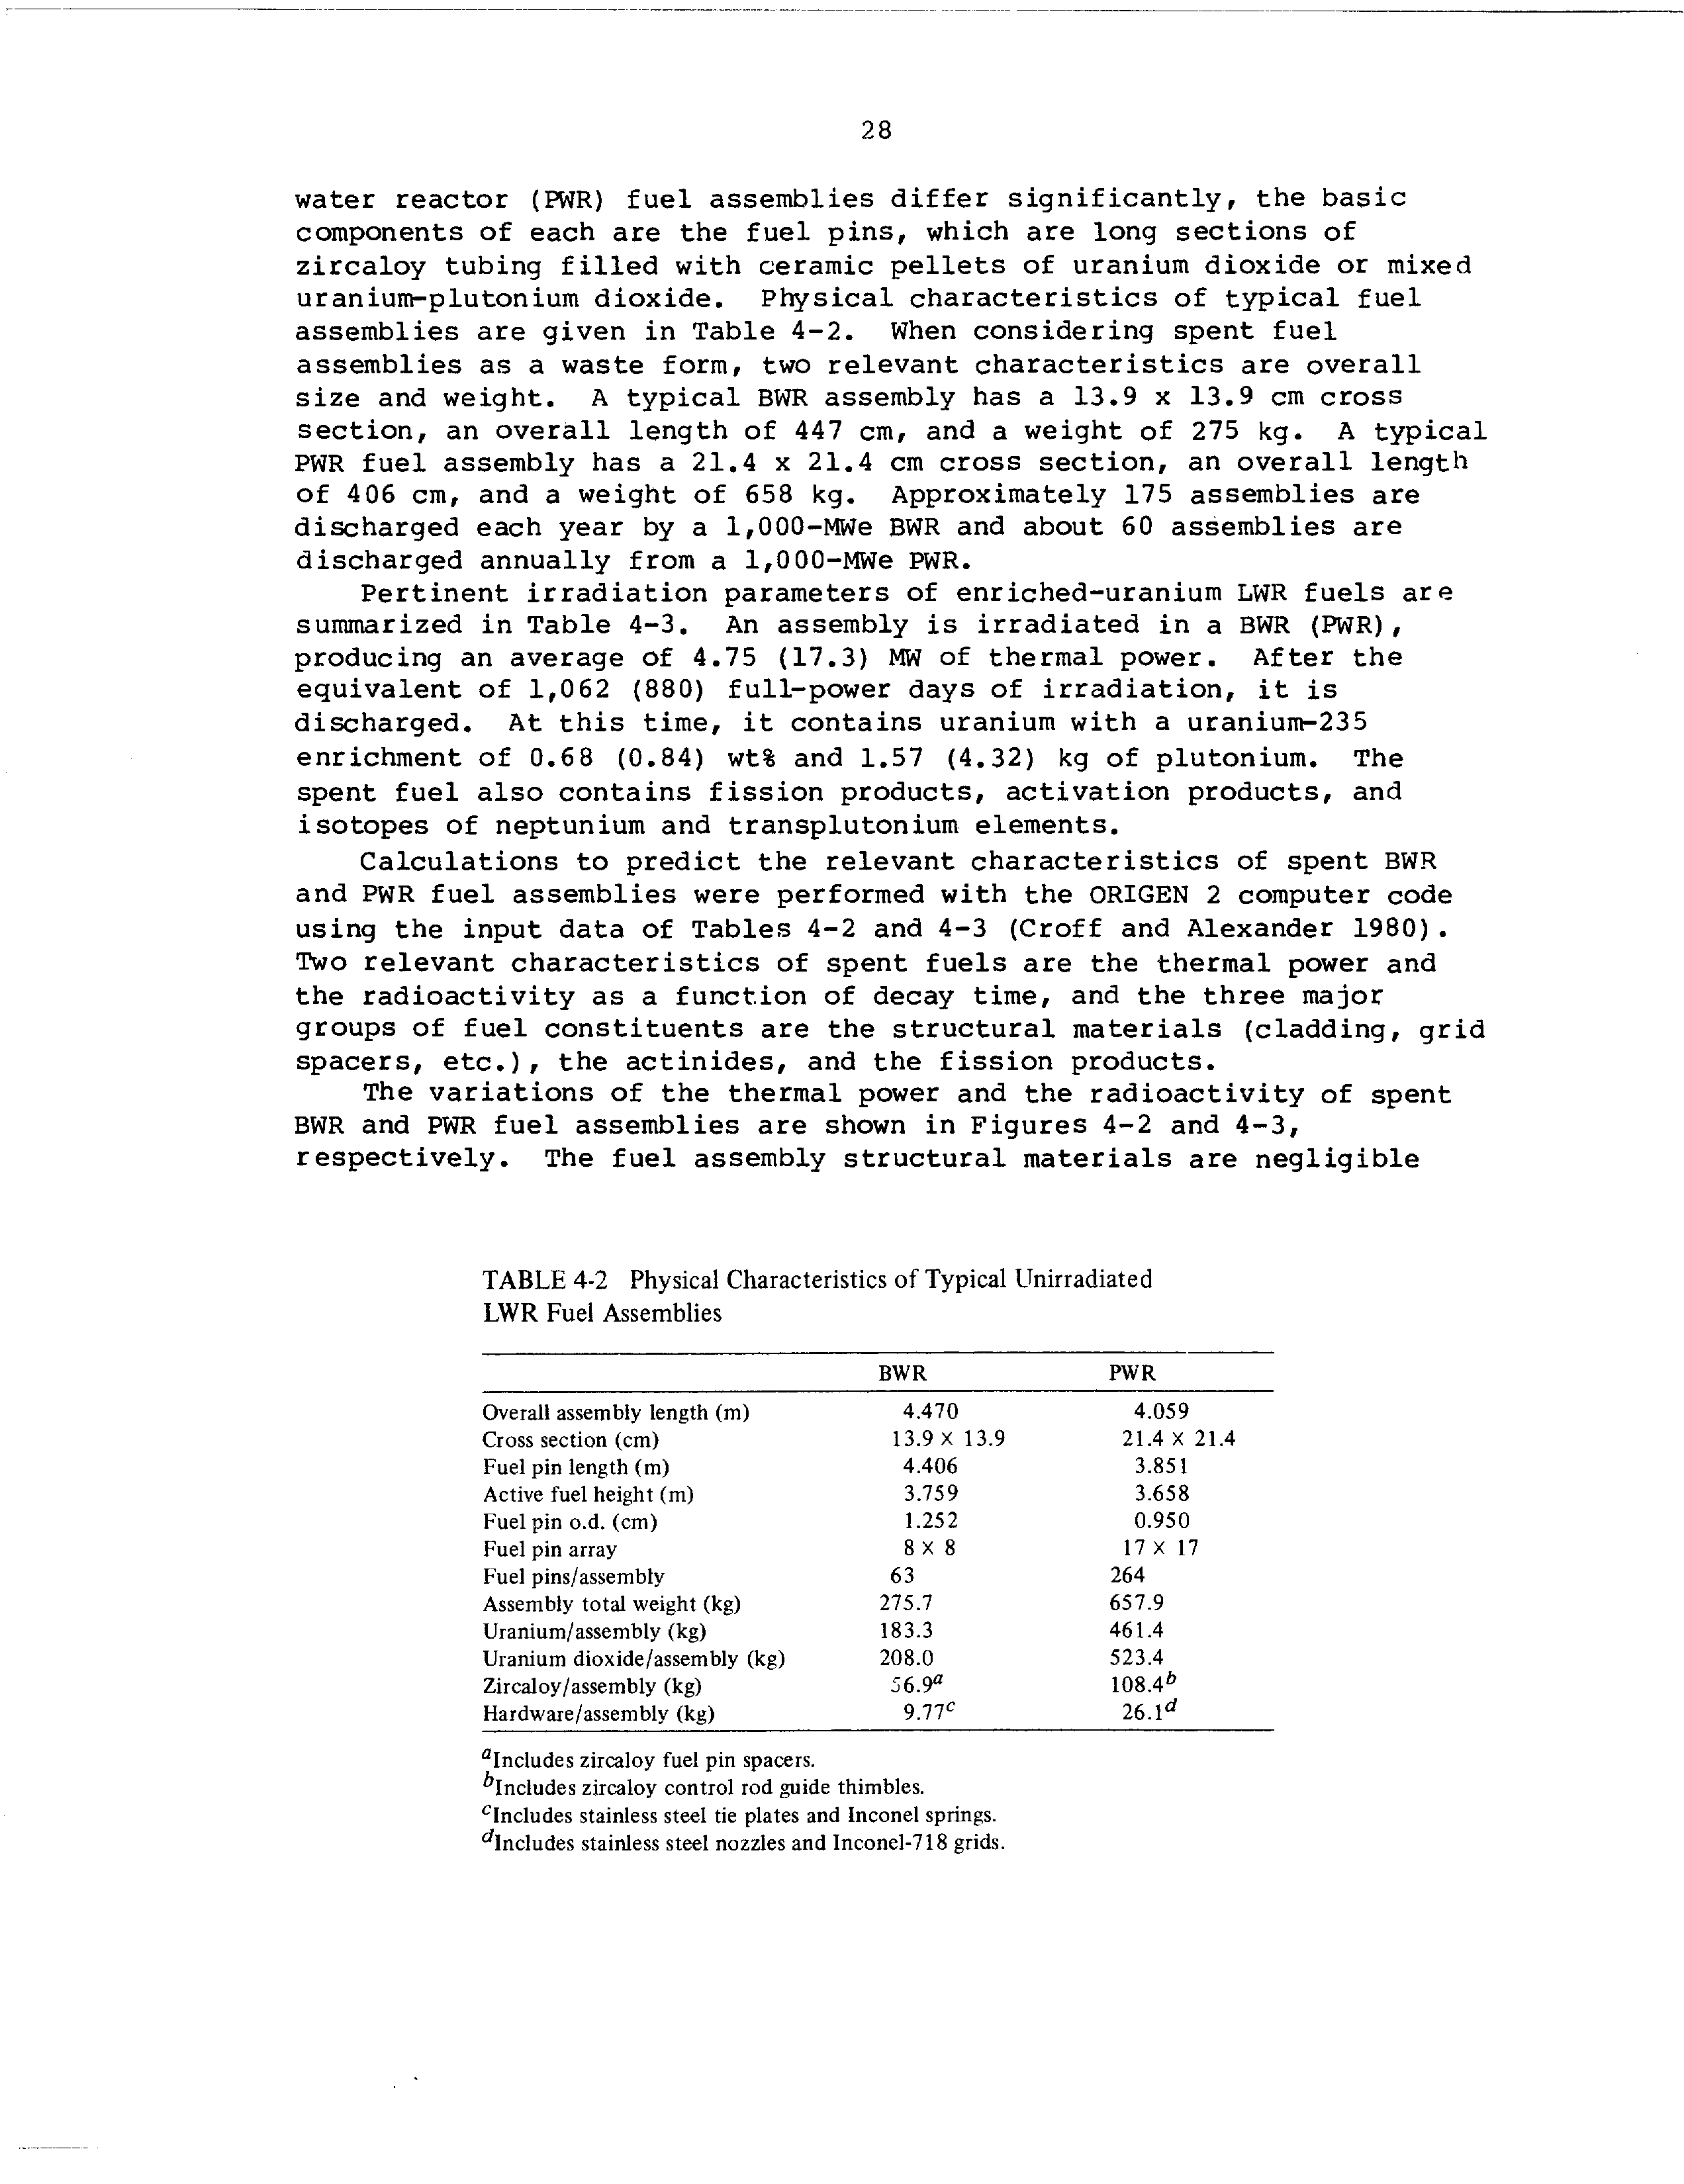 28
water reactor (PWR) fuel assemblies differ significantly, the basic
components of each are the fuel pins, which are long sections of
zircaloy tubing filled with ceramic pellets of uranium dioxide or mixed
uranium-plutonium dioxide. Physical characteristics of typical fuel
assemblies are given in Table 4-2. When considering spent fuel
assemblies as a waste form, two relevant characteristics are overall
size and weight. A typical BWR assembly has a 13.9 x 13.9 cm cross
section, an overall length of 447 cm, and a weight of 275 kg. A typical
PWR fuel assembly has a 21.4 x 21.4 cm cross section, an overall length
of 406 cm, and a weight of 658 kg. Approximately 175 assemblies are
discharged each year by a 1,000-MWe BWR and about 60 assemblies are
discharged annually from a 1,000-MWe PWR.
Pertinent irradiation parameters of enriched-uranium LWR fuels are
summarized in Table 4-3. An assembly is irradiated in a BWR (PWR),
producing an average of 4.75 (17.3) MW of thermal power. After the
equivalent of 1,062 (880) full-power days of irradiation, it is
discharged. At this time, it contains uranium with a uranium-235
enrichment of 0.68 (0.84) wt% and 1.57 (4.32) kg of plutonium. The
spent fuel also contains fission products, activation products, and
isotopes of neptunium and transplutonium elements.
Calculations to predict the relevant characteristics of spent BWR
and PWR fuel assemblies were performed with the ORIGEN 2 computer code
using the input data of Tables 4-2 and 4-3 (Croff and Alexander 1980).
Two relevant characteristics of spent fuels are the thermal power and
the radioactivity as a function of decay time, and the three major
groups of fuel constituents are the structural materials (cladding, grid
spacers, etc.), the actinides, and the fission products.
The variations of the thermal power and the radioactivity of spent
BWR and PWR fuel assemblies are shown in Figures 4-2 and 4-3,
respectively. The fuel assembly structural materials are negligible
TABLE 4-2 Physical Characteristics of Typical Unirradiated
LWR Fuel Assemblies
BWR PWR
Overall assembly length (m) 4.470 4.059
Cross section (cm) 13.9 × 13.9 21.4 × 21.4
Fuel pin length (m) 4.406 3.851
Active fuel height (m) 3.759 3.658
Fuel pin o.d. (cm) 1.252 0.950
Fuel pin array 8 × 8 17 × 17
Fuel pins/assembly 63 264
Assembly total weight (kg) 275.7 657.9
Uranium/assembly (kg) 183.3 461.4
Uranium dioxide/assembly (kg) 208.0 523.4
Zircaloy/assembly (kg) 56.9a 108.4b
Hardware/assembly (kg) 9.77c 26.1d
aIncludes zircaloy fuel pin spacers.
bIncludes zircaloy control rod guide thimbles.
cIncludes stainless steel tie plates and Inconel springs.
dIncludes stainless steel nozzles and Inconel-718 grids.